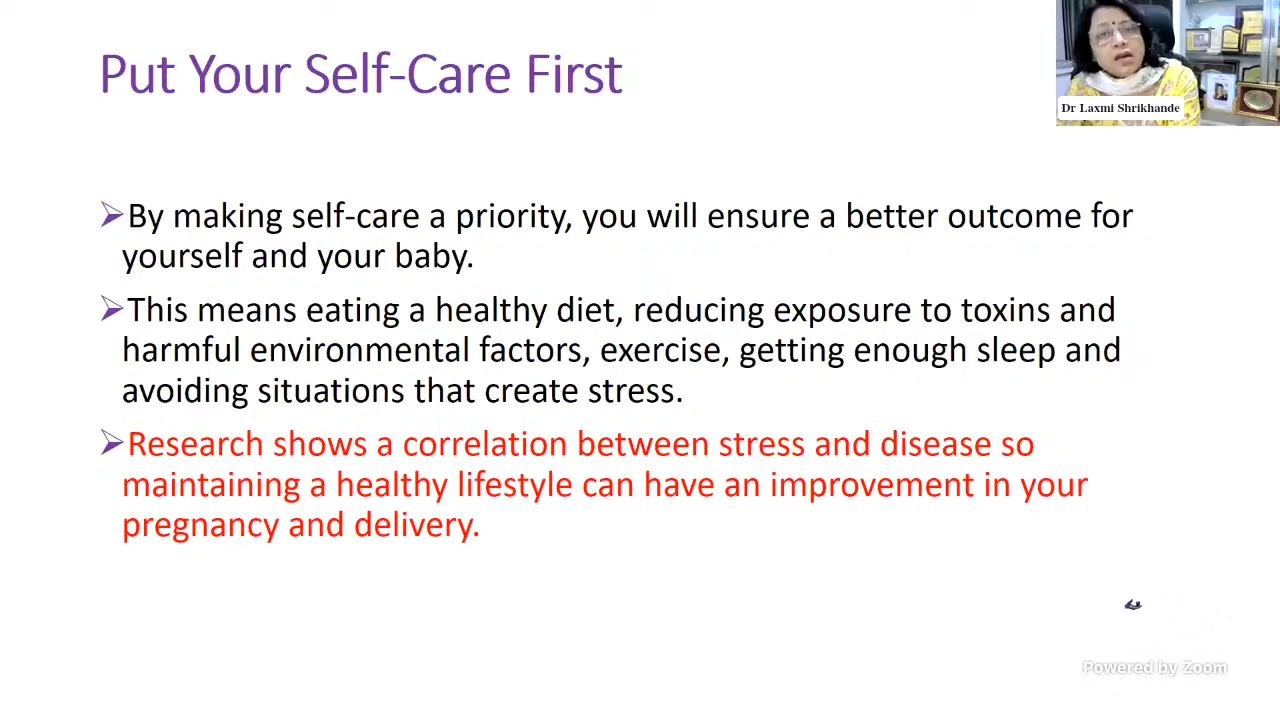 Put Your Self-Care First
Dr Laxmi Shrikhande
➢By making self-care a priority, you will ensure a better outcome for
yourself and your baby.
➢This means eating a healthy diet, reducing exposure to toxins and
harmful environmental factors, exercise, getting enough sleep and
avoiding situations that create stress.
➢Research shows a correlation between stress and disease so
maintaining a healthy lifestyle can have an improvement in your
pregnancy and delivery.
Powered by Zoom